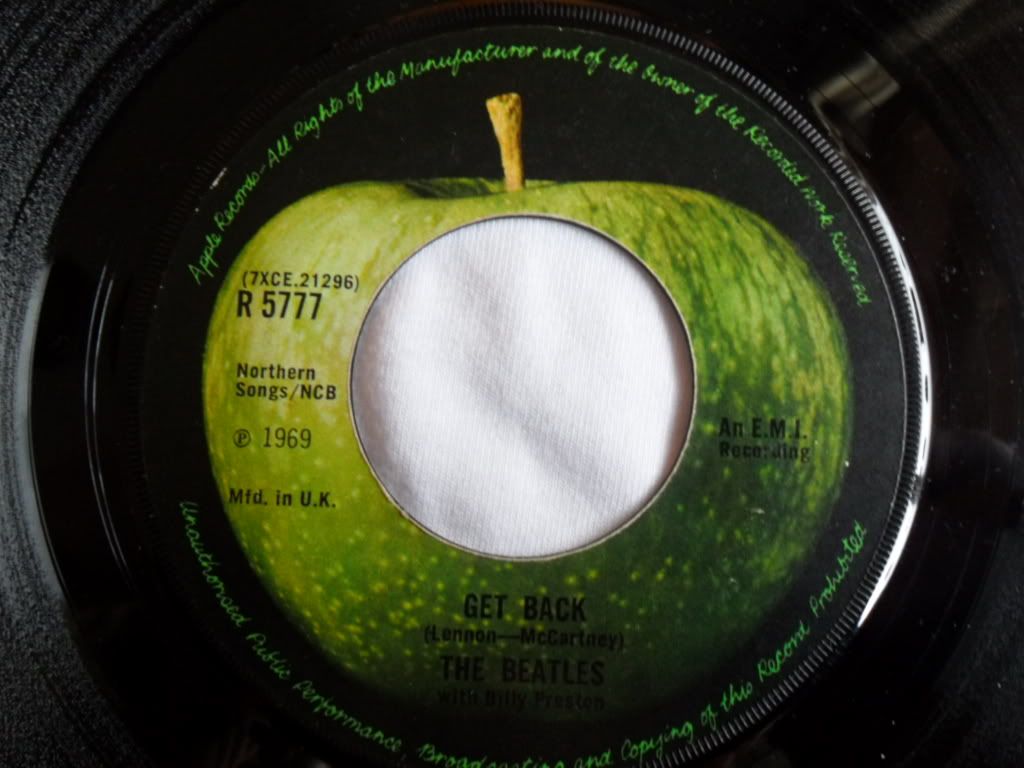 Apple Records—All Rights of the Manufacturer and of the Owner of the Recorded work Reserved
(7XCE.21296)
R 5777
Northern
Songs/NCB
℗ 1969
Mfd. in U.K.
An E.M.I.
Recording
GET BACK
(Lennon—McCartney)
THE BEATLES
with Billy Preston
Unauthorised Public Performance, Broadcasting and Copying of this Record Prohibited